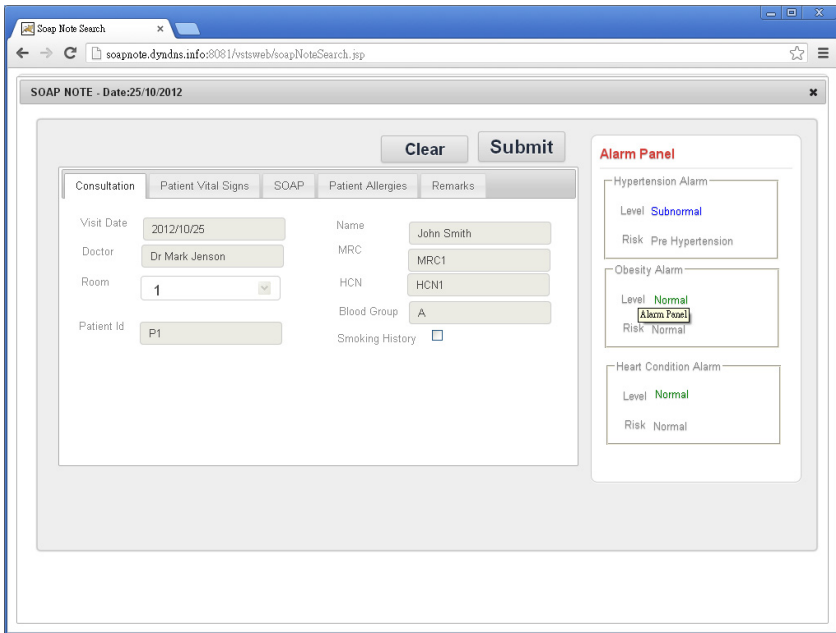 Soap Note Search
soapnote.dyndns.info:8081/vstsweb/soapNoteSearch.jsp
SOAP NOTE - Date:25/10/2012
Clear
Submit
Consultation
Patient Vital Signs
SOAP
Patient Allergies
Remarks
Visit Date
2012/10/25
Doctor
Dr Mark Jenson
Room
1
Patient Id
P1
Name
John Smith
MRC
MRC1
HCN
HCN1
Blood Group
A
Smoking History
Alarm Panel
Hypertension Alarm
Level Subnormal
Risk Pre Hypertension
Obesity Alarm
Level Normal
Alarm Panel
Risk Normal
Heart Condition Alarm
Level Normal
Risk Normal